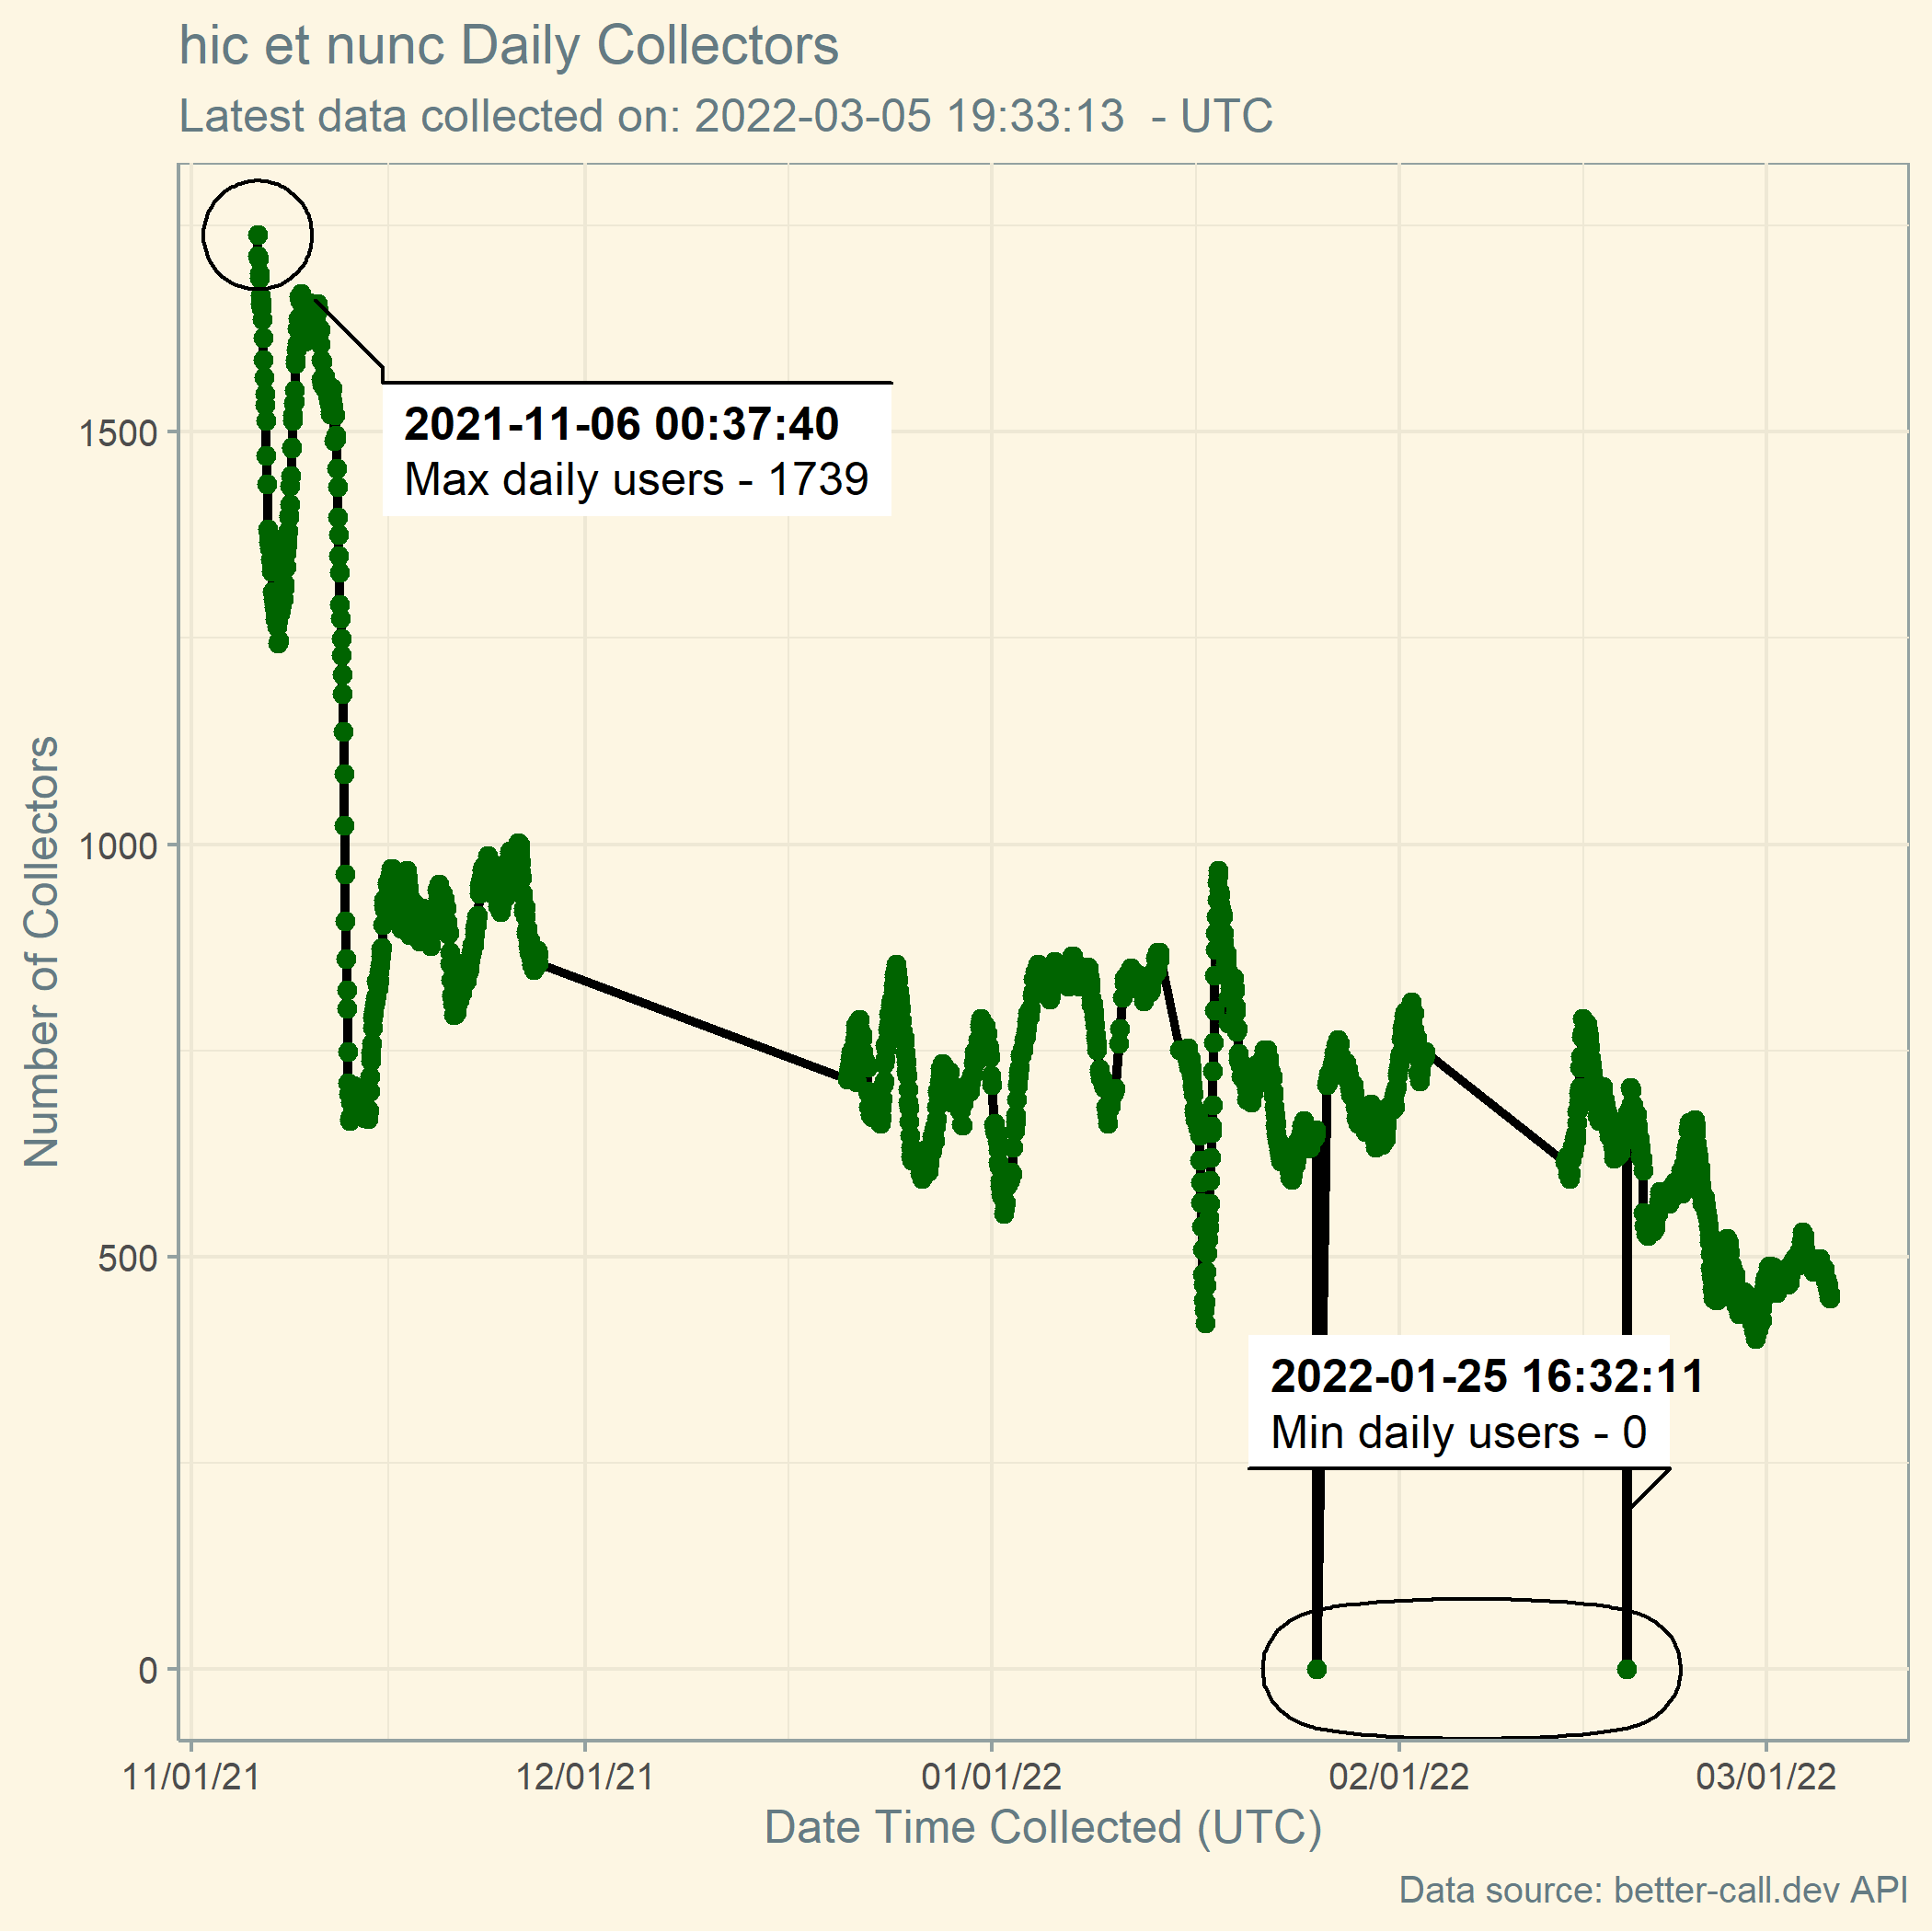 hic et nunc Daily Collectors
Latest data collected on: 2022-03-05 19:33:13  - UTC
Number of Collectors
1500
1000
500
0
2021-11-06 00:37:40
Max daily users - 1739
2022-01-25 16:32:11
Min daily users - 0
11/01/21
12/01/21
01/01/22
02/01/22
03/01/22
Date Time Collected (UTC)
Data source: better-call.dev API